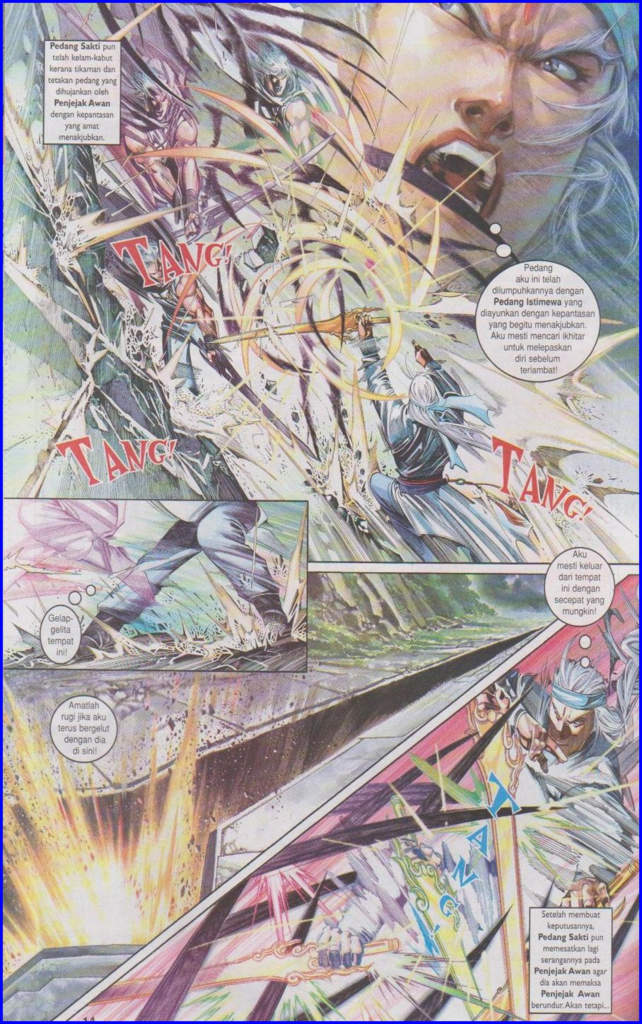 Pedang Sakti pun
telah kelam-kabut
kerana tikaman dan
tetakan pedang yang
dihujankan oleh
Penjejak Awan
dengan kepantasan
yang amat
menakjubkan.
TANG!
Pedang
aku ini telah
dilumpuhkannya dengan
Pedang Istimewa yang
diayunkan dengan kepantasan
yang begitu menakjubkan.
Aku mesti mencari ikhitar
untuk melepaskan
diri sebelum
terlambat!
TANG!
TANG!
Gelap-
gelita
tempat
ini!
Aku
mesti keluar
dari tempat
ini dengan
secepat yang
mungkin!
Amatlah
rugi jika aku
terus bergelut
dengan dia
di sini!
TANG!
Setelah membuat
keputusannya,
Pedang Sakti pun
memesatkan lagi
serangannya pada
Penjejak Awan agar
dia akan memaksa
Penjejak Awan
berundur. Akan tetapi...